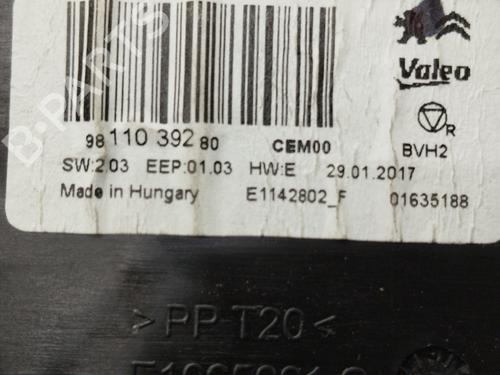 B-PARTS
Valeo
R
98 110 392 80 CEM00 BVH2
SW:2.03 EEP:01.03 HW:E 29.01.2017
Made in Hungary E1142802_F 01635188
>PP-T20<